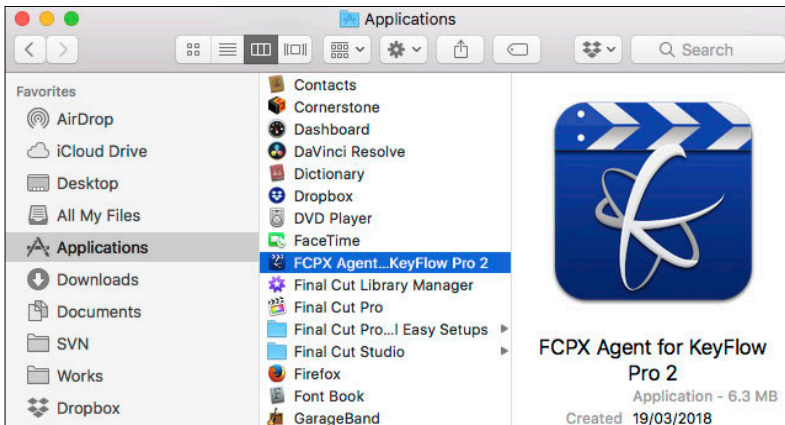 Applications
Search
Favorites
AirDrop
iCloud Drive
Desktop
All My Files
Applications
Downloads
Documents
SVN
Works
Dropbox
Contacts
Cornerstone
Dashboard
DaVinci Resolve
Dictionary
Dropbox
DVD Player
FaceTime
FCPX Agent...KeyFlow Pro 2
Final Cut Library Manager
Final Cut Pro
Final Cut Pro...l Easy Setups
Final Cut Studio
Firefox
Font Book
GarageBand
FCPX Agent for KeyFlow
Pro 2
Application - 6.3 MB
Created 19/03/2018